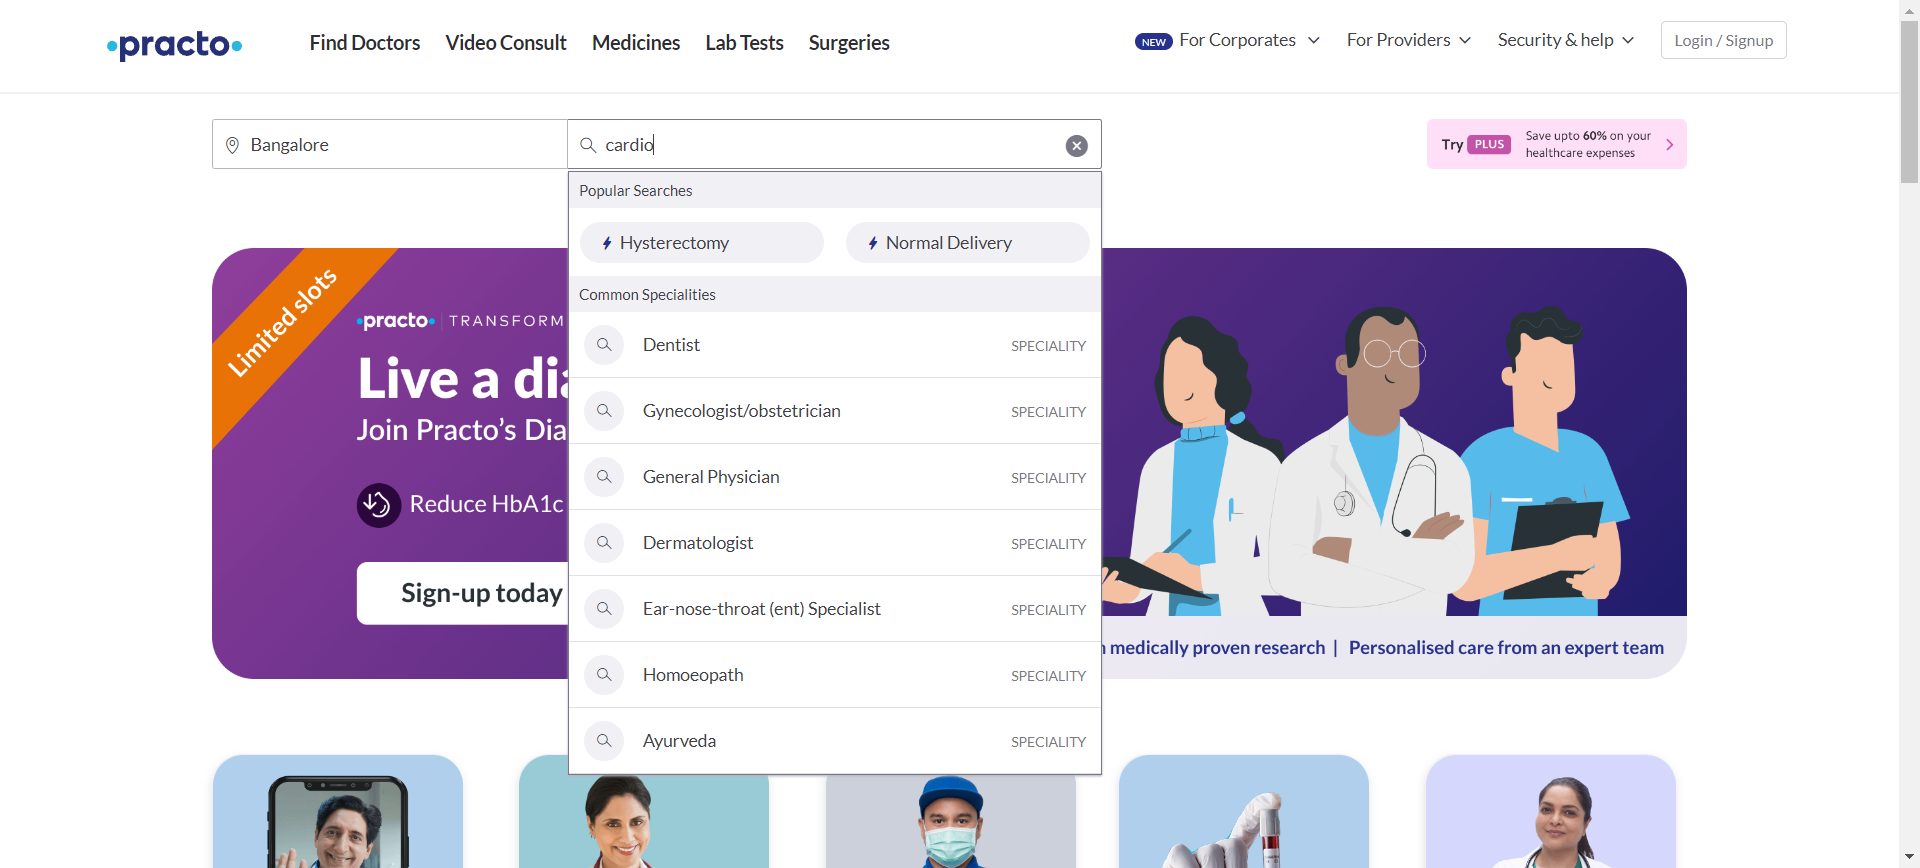 practo
Find Doctors
Video Consult
Medicines
Lab Tests
Surgeries
NEW For Corporates
For Providers
Security & help
Login / Signup
Bangalore
cardio
Try PLUS
Save upto 60% on your
healthcare expenses
Popular Searches
Hysterectomy
Normal Delivery
Common Specialities
Dentist SPECIALITY
Gynecologist/obstetrician SPECIALITY
General Physician SPECIALITY
Dermatologist SPECIALITY
Ear-nose-throat (ent) Specialist SPECIALITY
Homoeopath SPECIALITY
Ayurveda SPECIALITY
Limited slots
practo TRANSFORM
Live a dia
Join Practo's Dia
Reduce HbA1c
Sign-up today
medically proven research | Personalised care from an expert team